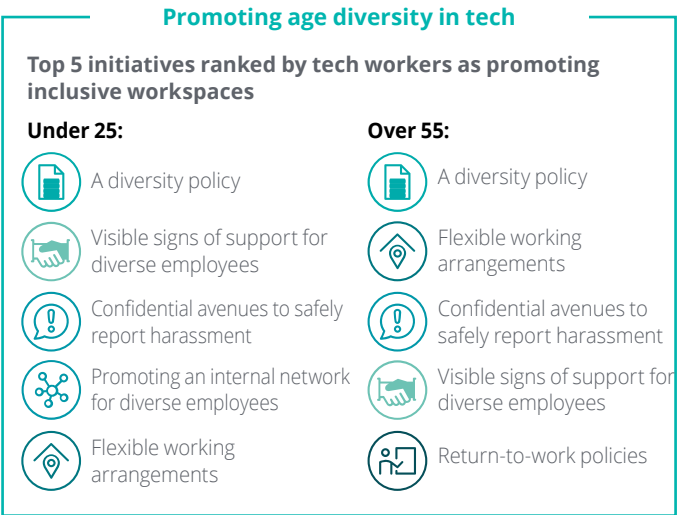 Promoting age diversity in tech
Top 5 initiatives ranked by tech workers as promoting
inclusive workspaces
Under 25:
A diversity policy
Visible signs of support for
diverse employees
Confidential avenues to safely
report harassment
Promoting an internal network
for diverse employees
Flexible working
arrangements
Over 55:
A diversity policy
Flexible working
arrangements
Confidential avenues to
safely report harassment
Visible signs of support for
diverse employees
Return-to-work policies